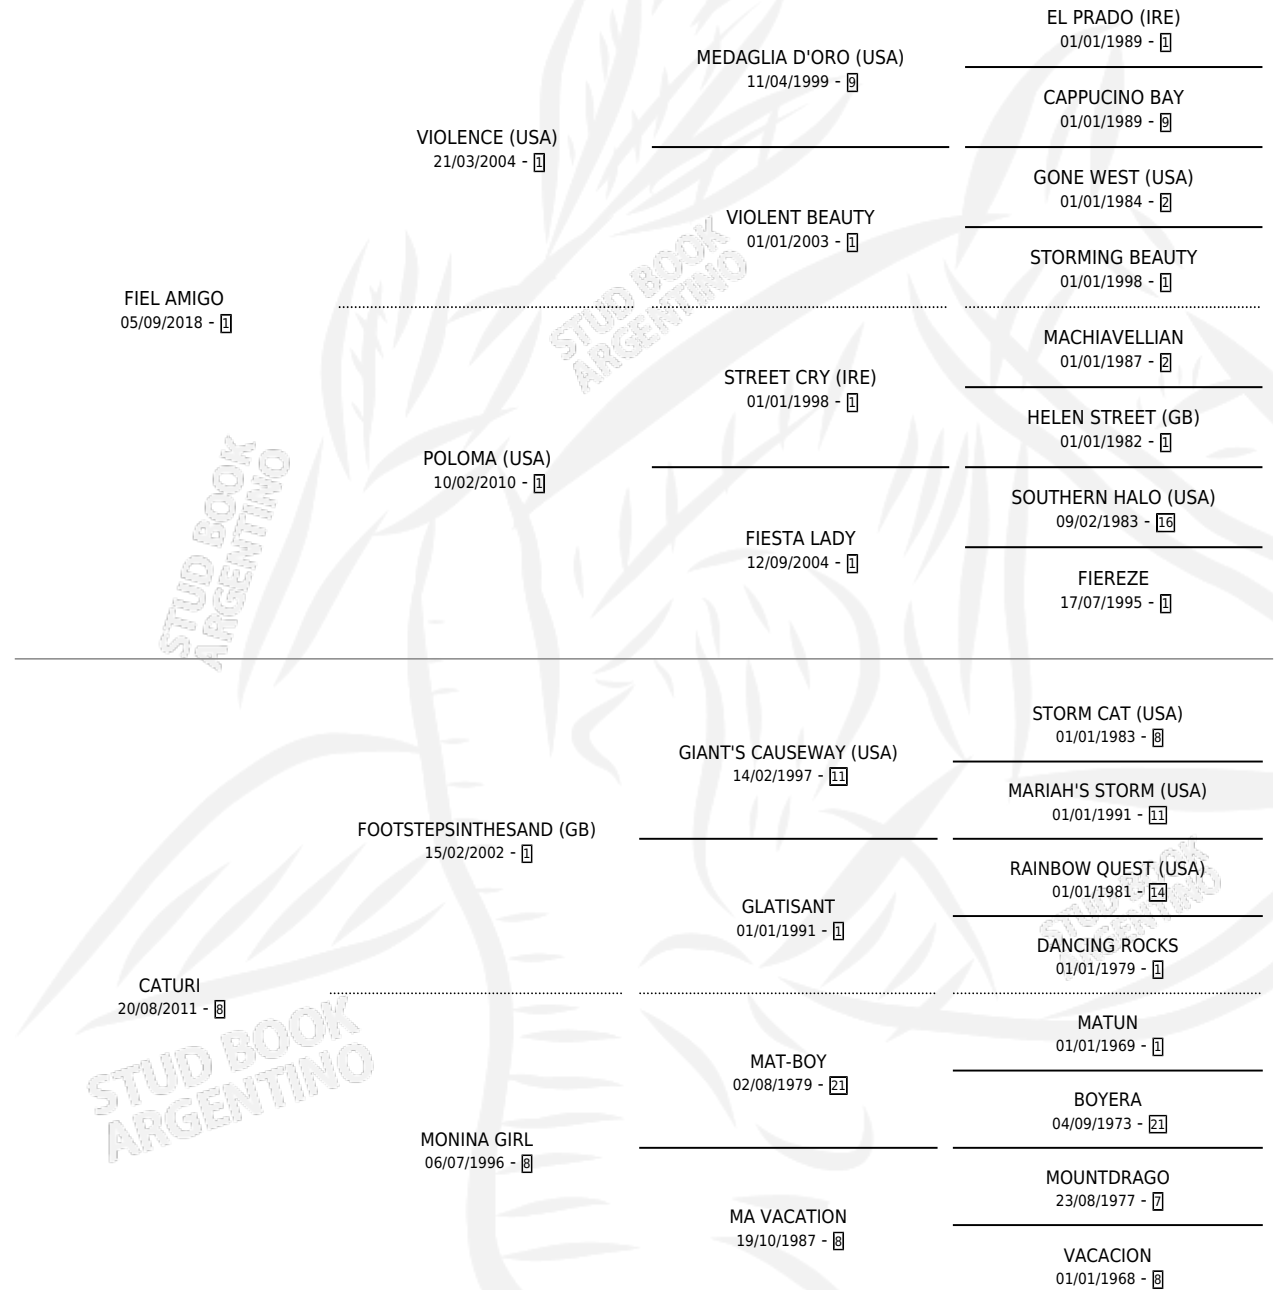 EL PRADO (IRE)
01/01/1989 - 1
MEDAGLIA D'ORO (USA)
11/04/1999 - 9
CAPPUCINO BAY
01/01/1989 - 9
VIOLENCE (USA)
21/03/2004 - 1
GONE WEST (USA)
01/01/1984 - 2
VIOLENT BEAUTY
01/01/2003 - 1
STORMING BEAUTY
01/01/1998 - 1
FIEL AMIGO
05/09/2018 - 1
MACHIAVELLIAN
01/01/1987 - 2
STREET CRY (IRE)
01/01/1998 - 1
HELEN STREET (GB)
01/01/1982 - 1
POLOMA (USA)
10/02/2010 - 1
SOUTHERN HALO (USA)
09/02/1983 - 16
FIESTA LADY
12/09/2004 - 1
FIEREZE
17/07/1995 - 1
STORM CAT (USA)
01/01/1983 - 8
GIANT'S CAUSEWAY (USA)
14/02/1997 - 11
MARIAH'S STORM (USA)
01/01/1991 - 11
FOOTSTEPSINTHESAND (GB)
15/02/2002 - 1
RAINBOW QUEST (USA)
01/01/1981 - 14
GLATISANT
01/01/1991 - 1
DANCING ROCKS
01/01/1979 - 1
CATURI
20/08/2011 - 8
MATUN
01/01/1969 - 1
MAT-BOY
02/08/1979 - 21
BOYERA
04/09/1973 - 21
MONINA GIRL
06/07/1996 - 8
MOUNTDRAGO
23/08/1977 - 7
MA VACATION
19/10/1987 - 8
VACACION
01/01/1968 - 8
STUD BOOK
ARGENTINO
STUD BOOK
ARGENTINO
STUD BOOK
ARGENTINO
STUD BOOK
ARGENTINO